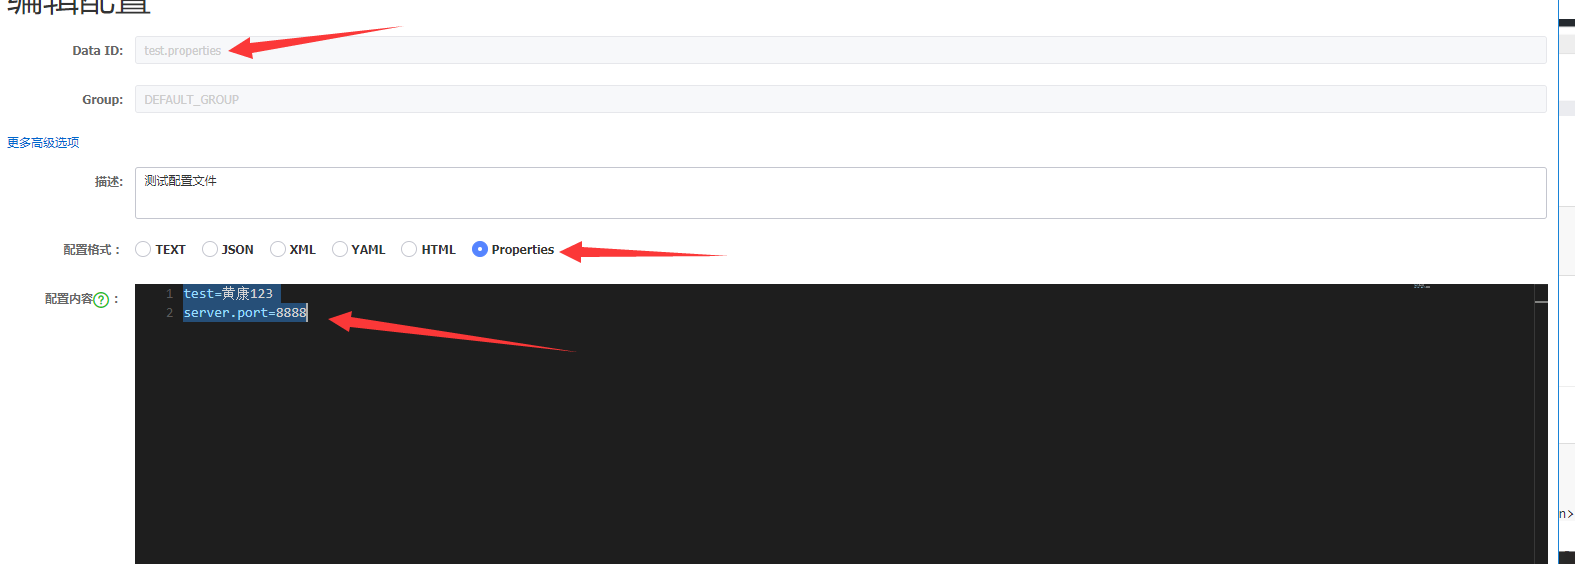 编辑配置
Data ID: test.properties
Group: DEFAULT_GROUP
更多高级选项
描述: 测试配置文件
配置格式： TEXT JSON XML YAML HTML Properties
配置内容?：
1 test=黄康123
2 server.port=8888
n>